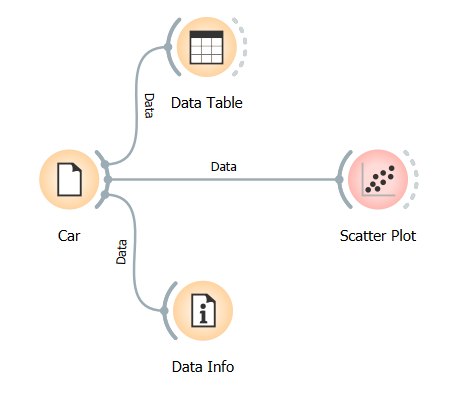 Data Table
Data
Data
Car
Scatter Plot
Data
Data Info